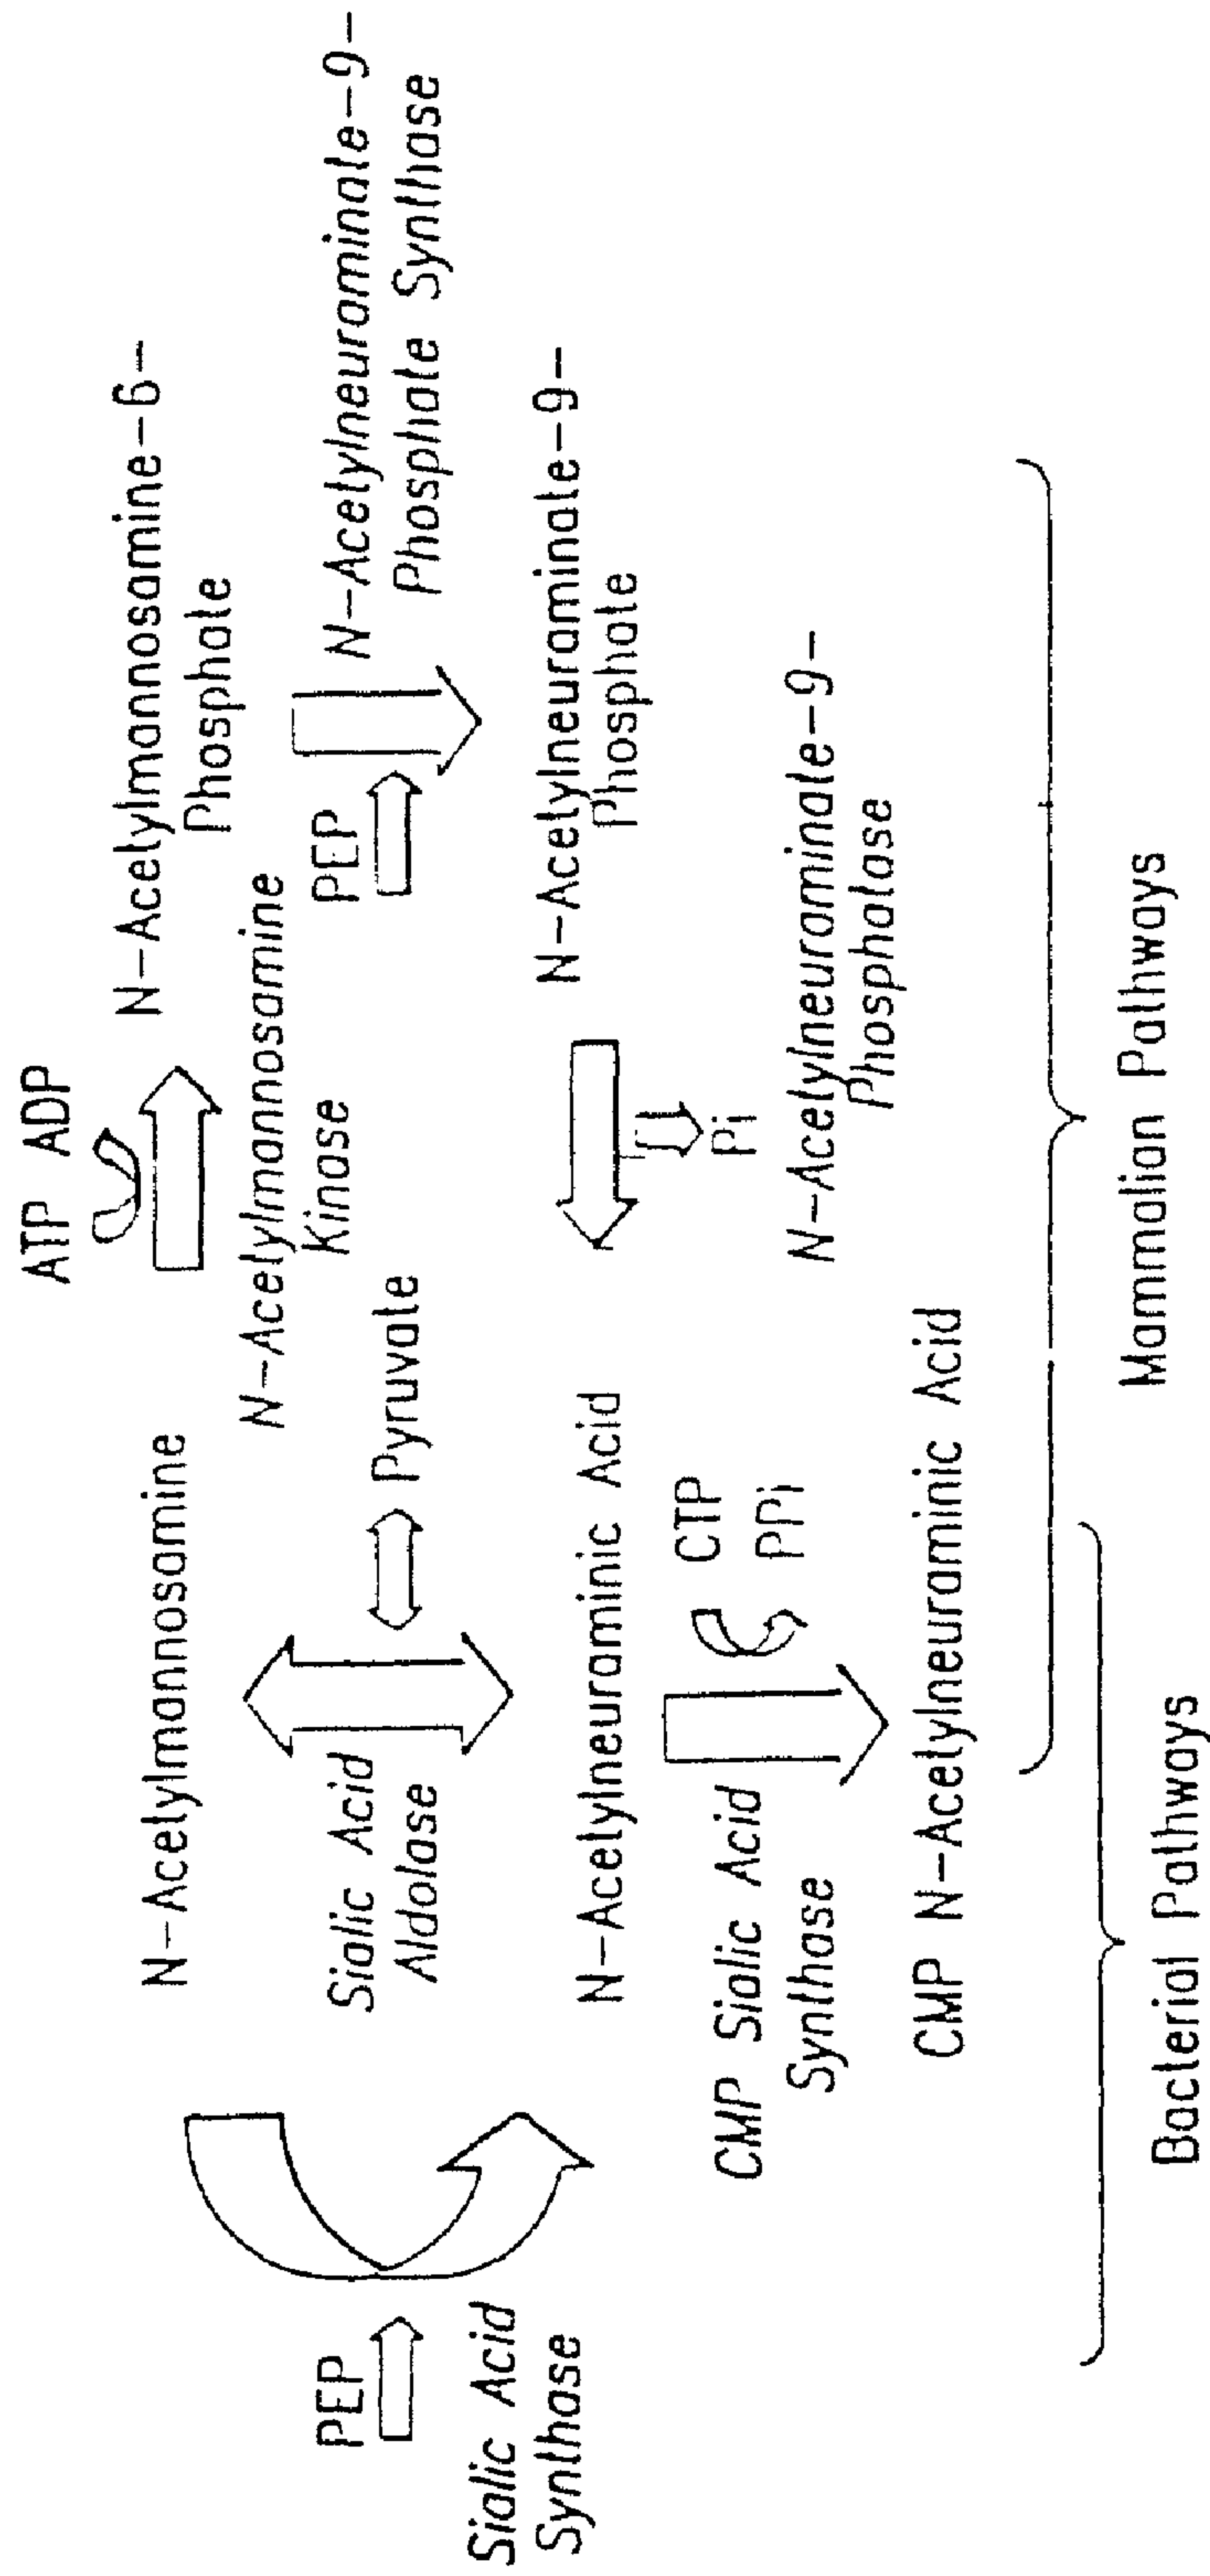 ATP ADP
N-Acetylmannosamine
N-Acetylmannosamine-6-
Phosphate
N-Acetylmannosamine
Kinase
PEP
Sialic Acid
Synthase
Sialic Acid
Aldolase
Pyruvate
PEP
N-Acetylneuraminate-9-
Phosphate Synthase
N-Acetylneuraminic Acid
N-Acetylneuraminate-9-
Phosphate
Pi
CMP Sialic Acid
Synthase
CTP
PPi
N-Acetylneuraminate-9-
Phosphatase
CMP N-Acetylneuraminic Acid
Bacterial Pathways
Mammalian Pathways